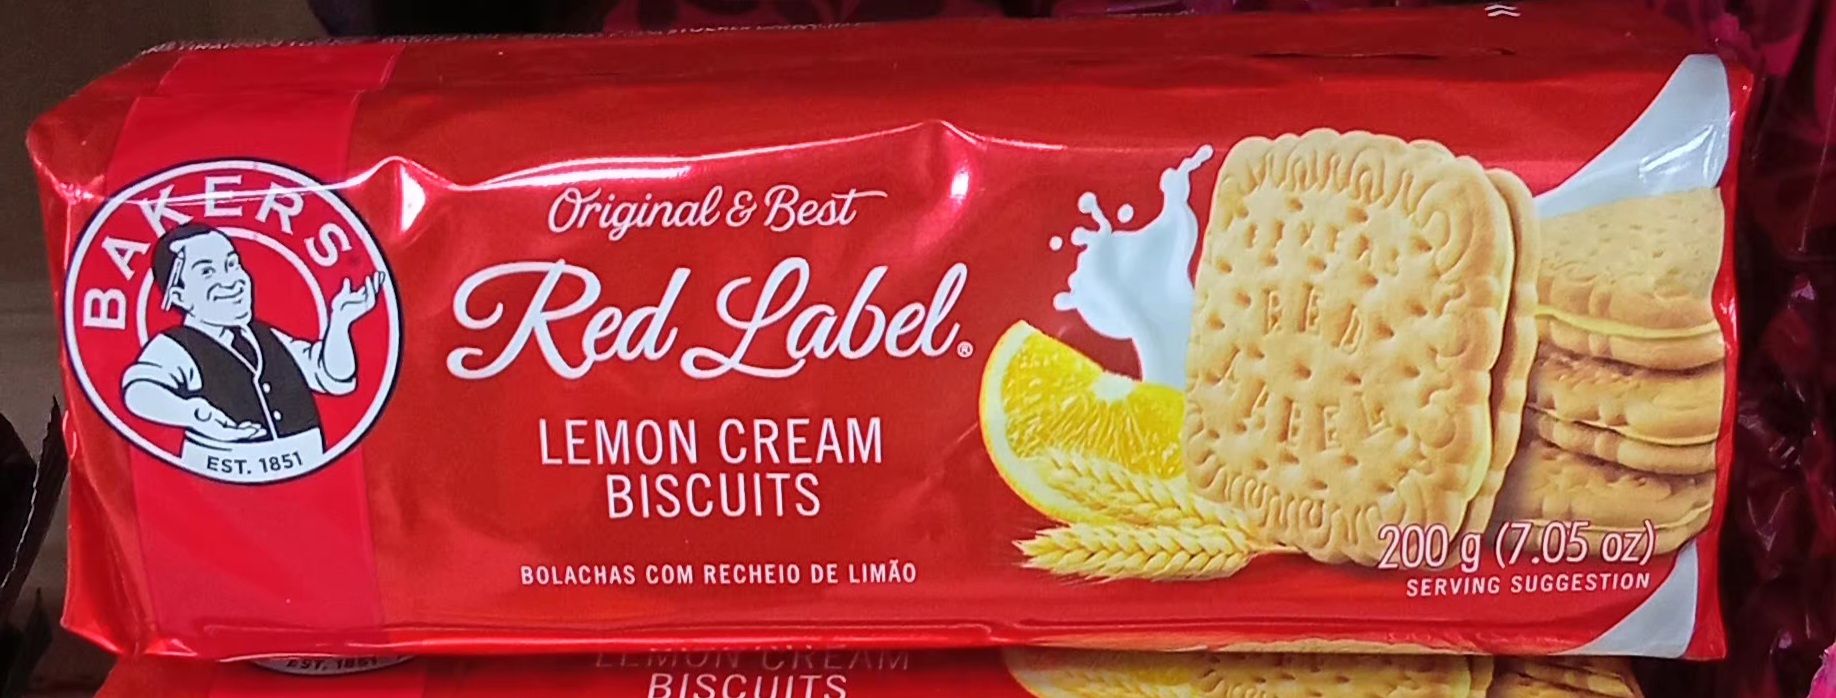 BAKERS
EST. 1851
Original & Best
Red Label®
LEMON CREAM
BISCUITS
BOLACHAS COM RECHEIO DE LIMÃO
RED
LABEL
200 g (7.05 oz)
SERVING SUGGESTION
EST. 1851
LEMON CREAM
BISCUITS